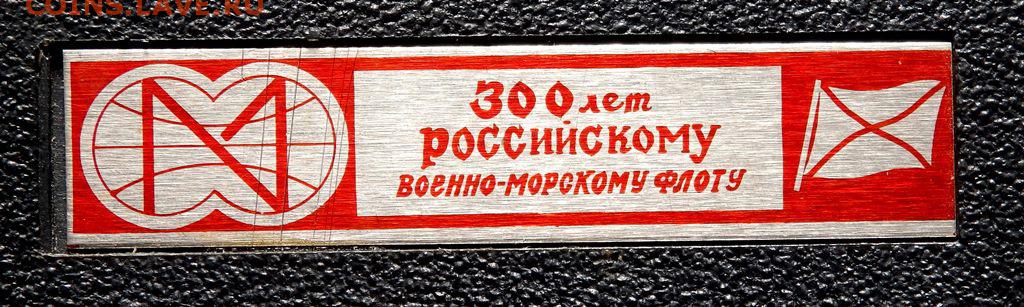 COINS.LAVE.RU
300 лет
РОССИЙСКОМУ
ВОЕННО-МОРСКОМУ ФЛОТУ